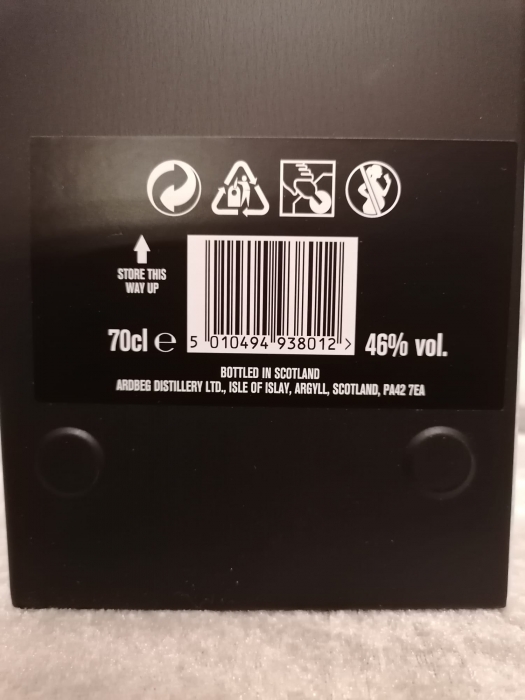 STORE THIS
WAY UP
70cl ℮ 5 010494 938012 > 46% vol.
BOTTLED IN SCOTLAND
ARDBEG DISTILLERY LTD., ISLE OF ISLAY, ARGYLL, SCOTLAND, PA42 7EA